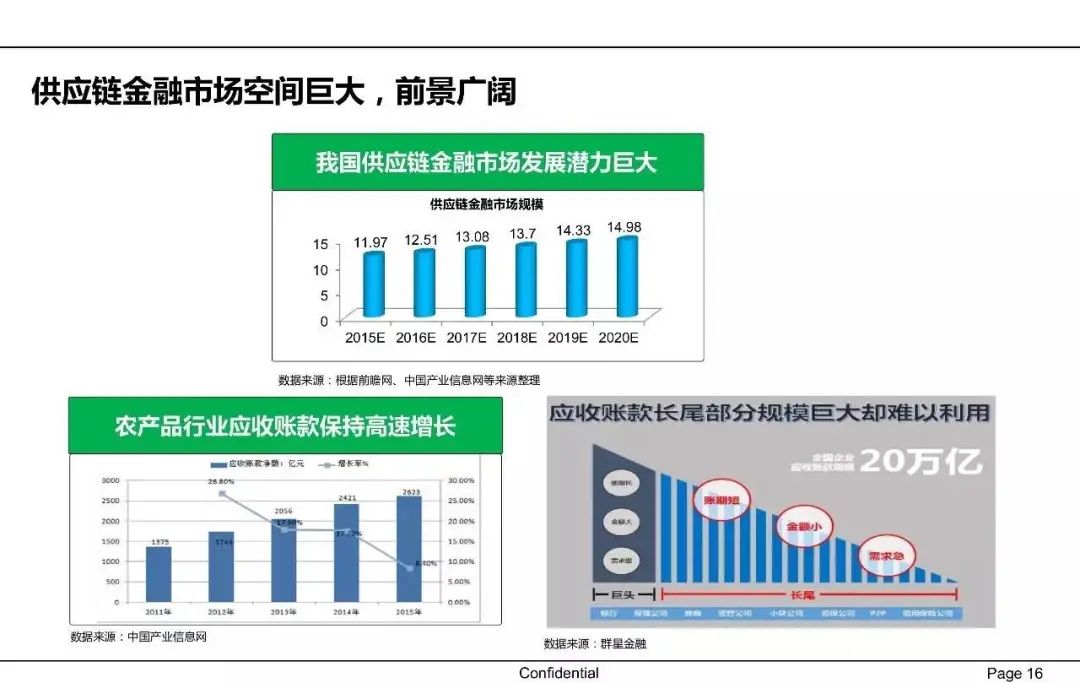 供应链金融市场空间巨大，前景广阔
我国供应链金融市场发展潜力巨大
供应链金融市场规模
15
10
5
0
11.97 12.51 13.08 13.7 14.33 14.98
2015E 2016E 2017E 2018E 2019E 2020E
数据来源：根据前瞻网、中国产业信息网等来源整理
农产品行业应收账款保持高速增长
应收账款净额：亿元 增长率%
3000
2500
2000
1500
1000
500
0
30.00%
25.00%
20.00%
15.00%
10.00%
5.00%
0.00%
1375 1744 2056 2421 2623
26.80% 17.90% 17.70% 8.40%
2011年 2012年 2013年 2014年 2015年
数据来源：中国产业信息网
应收账款长尾部分规模巨大却难以利用
全国企业
应收账款规模 20万亿
金额大
账期短
金额小
需求急
巨头 长尾
银行 保理公司 券商 资管公司 小贷公司 担保公司 P2P 信用保险公司
数据来源：群星金融
Confidential
Page 16